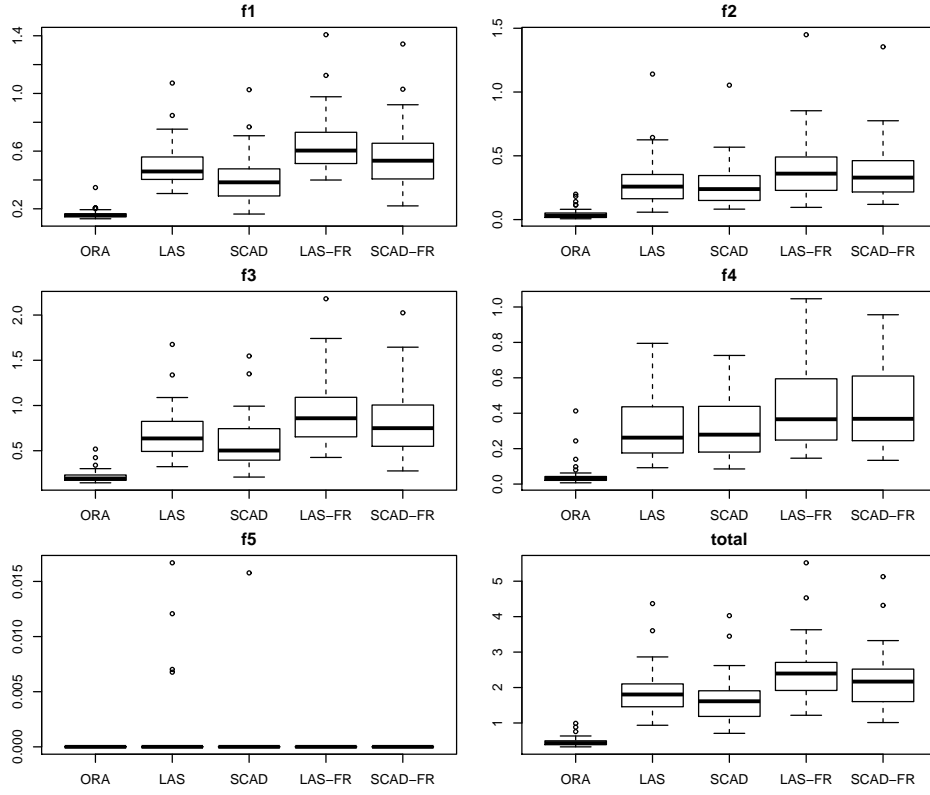 f1
1.4
1.0
0.6
0.2
ORA LAS SCAD LAS−FR SCAD−FR
f2
1.5
1.0
0.5
0.0
ORA LAS SCAD LAS−FR SCAD−FR
f3
2.0
1.5
1.0
0.5
ORA LAS SCAD LAS−FR SCAD−FR
f4
1.0
0.8
0.6
0.4
0.2
0.0
ORA LAS SCAD LAS−FR SCAD−FR
f5
0.015
0.010
0.005
0.000
ORA LAS SCAD LAS−FR SCAD−FR
total
5
4
3
2
1
ORA LAS SCAD LAS−FR SCAD−FR